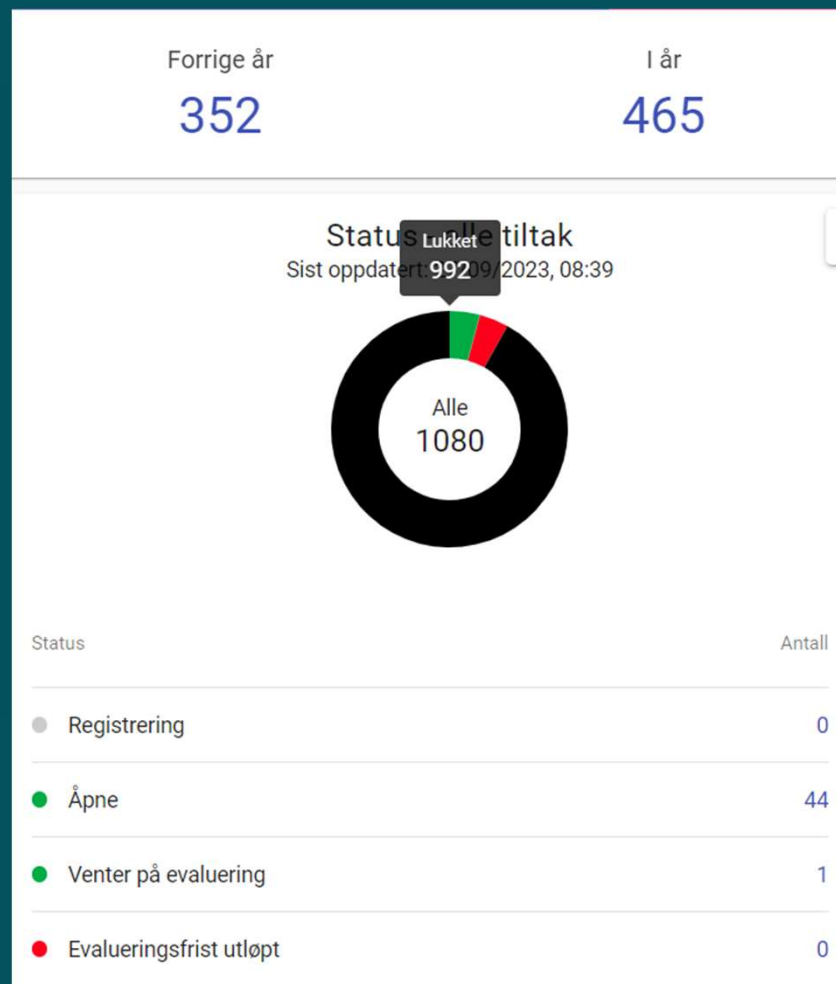 Forrige år
I år
352
465
Status - alle tiltak
Lukket
Sist oppdatert: 09/2023, 08:39
992
Alle
1080
Status
Antall
Registrering
0
Åpne
44
Venter på evaluering
1
Evalueringsfrist utløpt
0